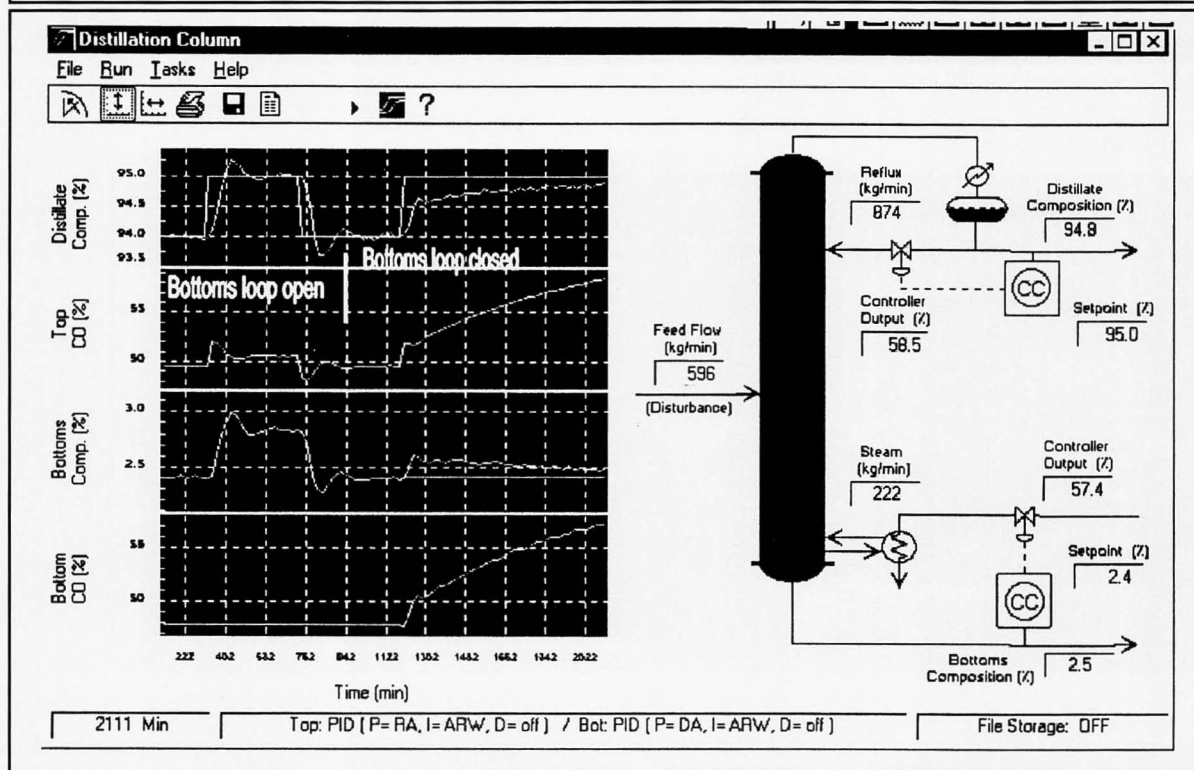 Distillation Column
File Run Tasks Help
?
Distillate
Comp. [%]
95.0
94.5
94.0
93.5
Bottoms loop closed
Bottoms loop open
Top
CO [%]
55
50
Bottoms
Comp. [%]
3.0
2.5
Bottom
CO [%]
55
50
222 402 1122 2022
Time (min)
Reflux
(kg/min)
874
Distillate
Composition (%)
94.8
CC
Controller
Output (%)
58.5
Setpoint (%)
95.0
Feed Flow
(kg/min)
596
(Disturbance)
Steam
(kg/min)
222
Controller
Output (%)
57.4
Setpoint (%)
2.4
CC
Bottoms
Composition (%)
2.5
2111 Min
Top: PID ( P= RA, I= ARW, D= off ) / Bot: PID ( P= DA, I= ARW, D= off )
File Storage: OFF